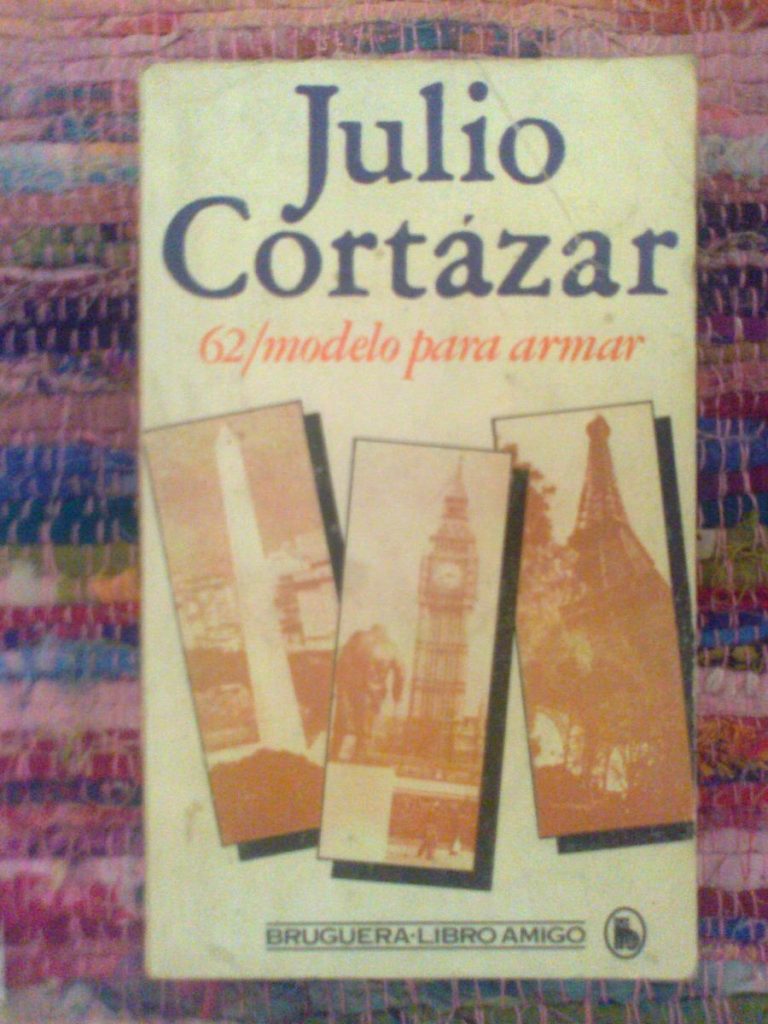 Julio
Cortázar
62/modelo para armar
BRUGUERA-LIBRO AMIGO